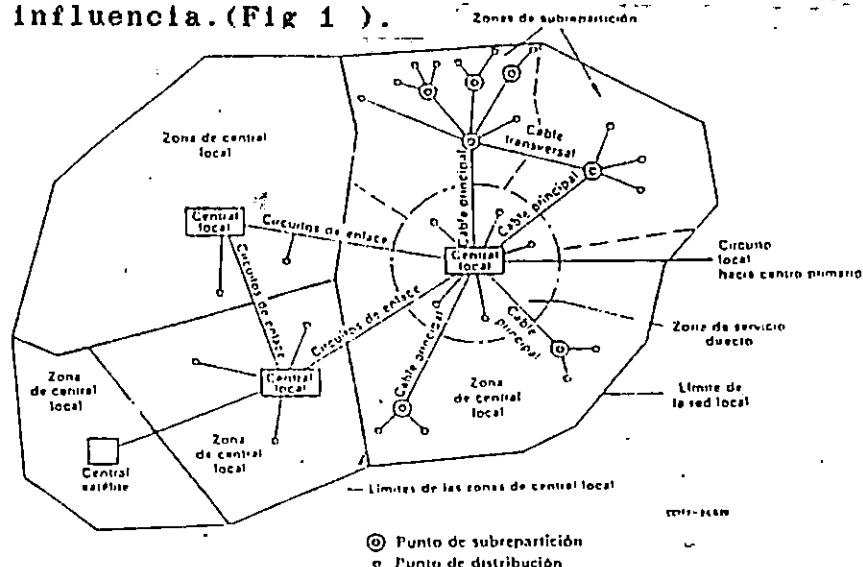 influencia.(Fig 1 ).
Zonas de subrepartición
Zona de central
local
Cable
transversal
Cable principal
Cable principal
Central
local
Circuitos de enlace
Central
local
Circuito
local
hacia centro primario
Circuitos de enlace
Circuitos de enlace
Cable
principal
Zona de servicio
directo
Cable principal
Zona
de central
local
Central
local
Zona
de central
local
Límite de
la red local
Zona
de central
local
Central
satélite
Límites de las zonas de central local
Punto de subrepartición
Punto de distribución